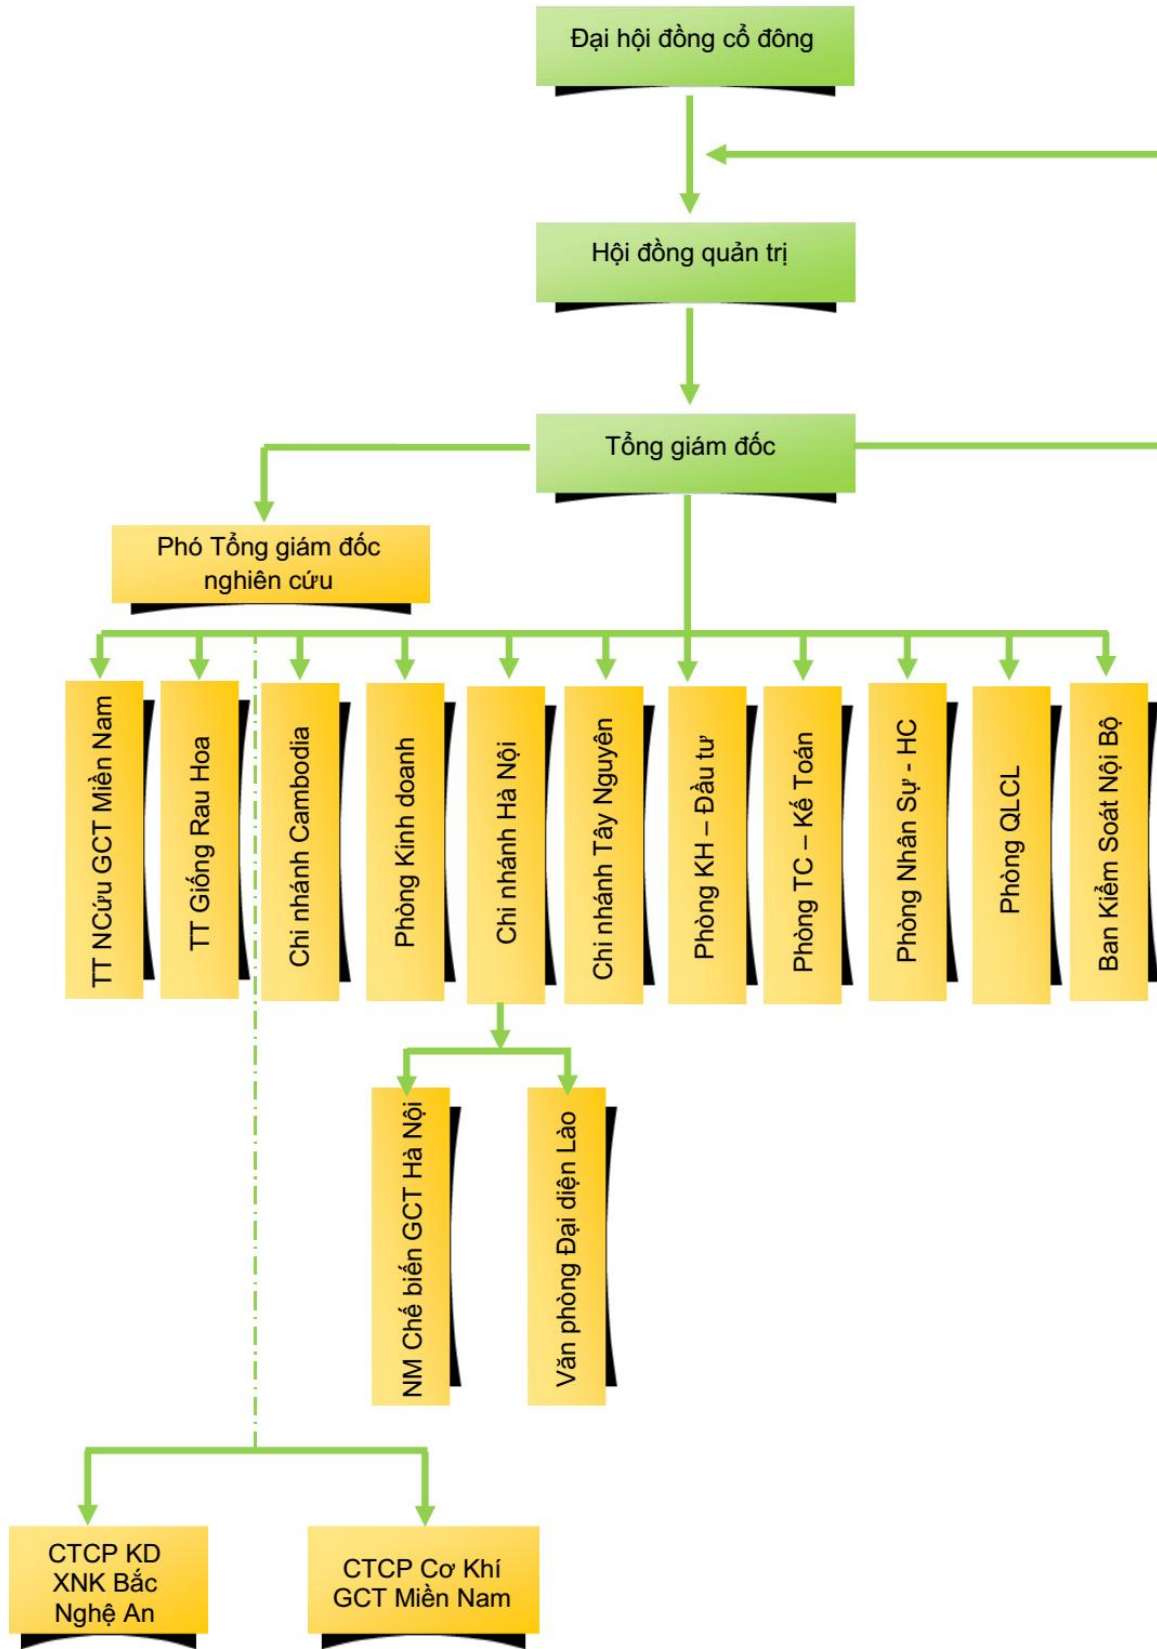 Đại hội đồng cổ đông
Hội đồng quản trị
Tổng giám đốc
Phó Tổng giám đốc
nghiên cứu
TT NCứu GCT Miền Nam
TT Giống Rau Hoa
Chi nhánh Cambodia
Phòng Kinh doanh
Chi nhánh Hà Nội
Chi nhánh Tây Nguyên
Phòng KH – Đầu tư
Phòng TC – Kế Toán
Phòng Nhân Sự - HC
Phòng QLCL
Ban Kiểm Soát Nội Bộ
NM Chế biến GCT Hà Nội
Văn phòng Đại diện Lào
CTCP KD
XNK Bắc
Nghệ An
CTCP Cơ Khí
GCT Miền Nam